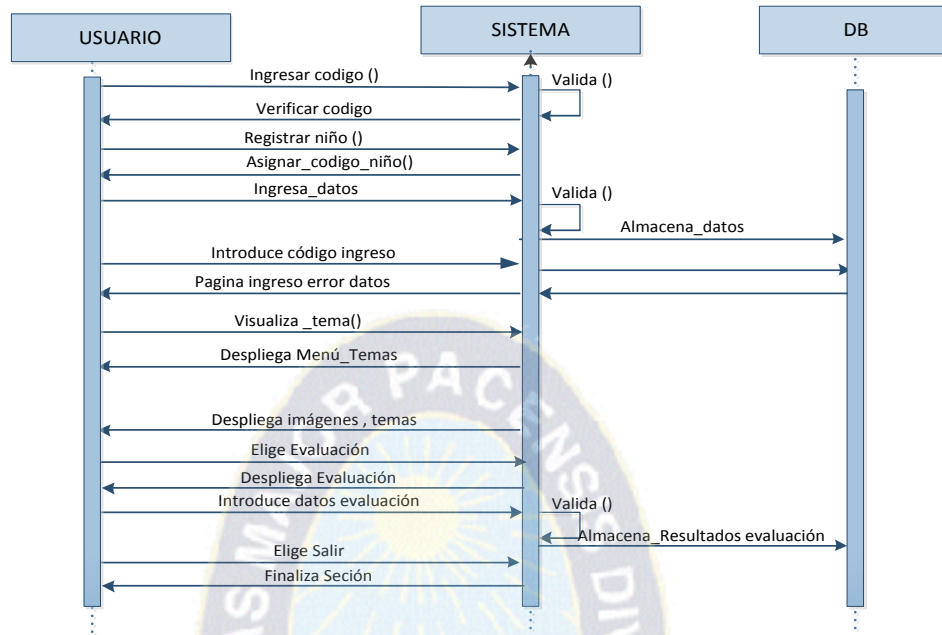 USUARIO
SISTEMA
DB
Ingresar codigo ()
Valida ()
Verificar codigo
Registrar niño ()
Asignar_codigo_niño()
Ingresa_datos
Valida ()
Almacena_datos
Introduce código ingreso
Pagina ingreso error datos
Visualiza _tema()
Despliega Menú_Temas
Despliega imágenes , temas
Elige Evaluación
Despliega Evaluación
Introduce datos evaluación
Valida ()
Almacena_Resultados evaluación
Elige Salir
Finaliza Seción